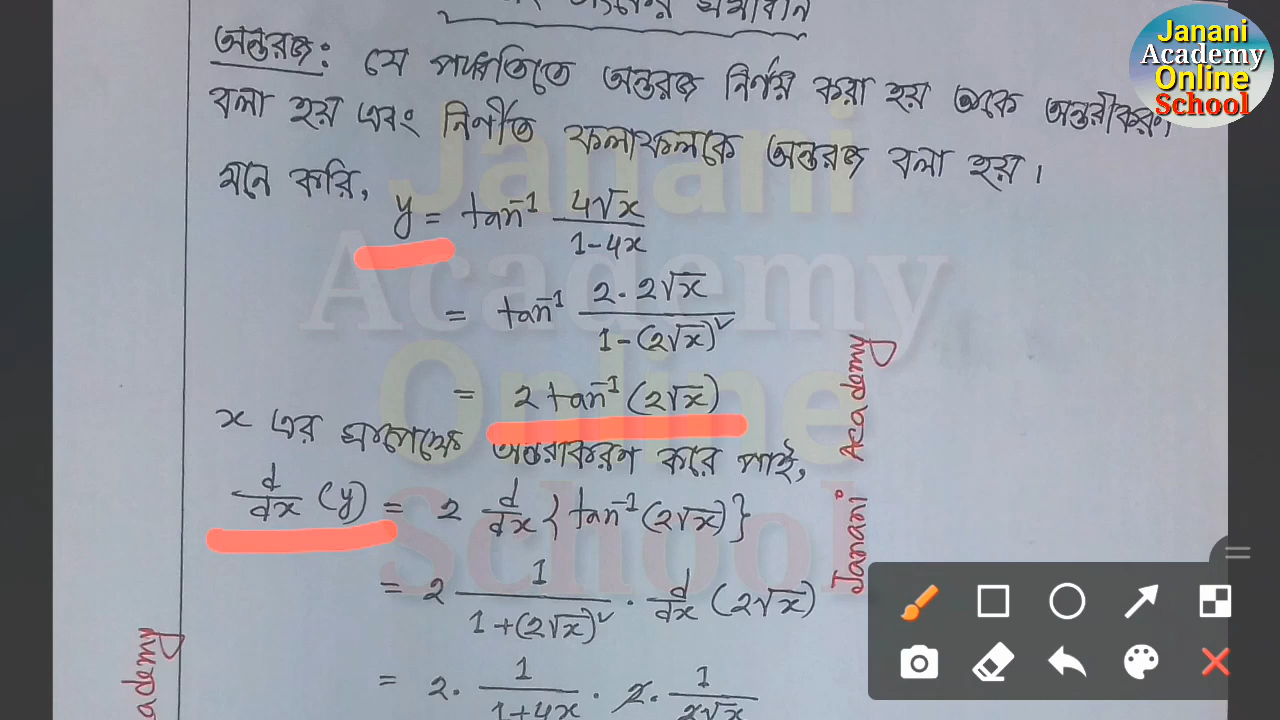 সমাধান
অন্তরজ: যে পদ্ধতিতে অন্তরজ নির্ণয় করা হয় তাকে অন্তরীকরণ
বলা হয় এবং নির্ণীত ফলাফলকে অন্তরজ বলা হয়।
মনে করি,
y = tan⁻¹ 4√x / 1-4x
= tan⁻¹ 2·2√x / 1-(2√x)²
= 2 tan⁻¹ (2√x)
x এর সাপেক্ষে অন্তরীকরণ করে পাই,
d/dx (y) = 2 d/dx {tan⁻¹ (2√x)}
= 2 1 / 1+(2√x)² · d/dx (2√x)
= 2· 1 / 1+4x · 2· 1 / 2√x
Janani
Academy
Online
School
Janani
Academy
Online
School
Janani Academy
ademy